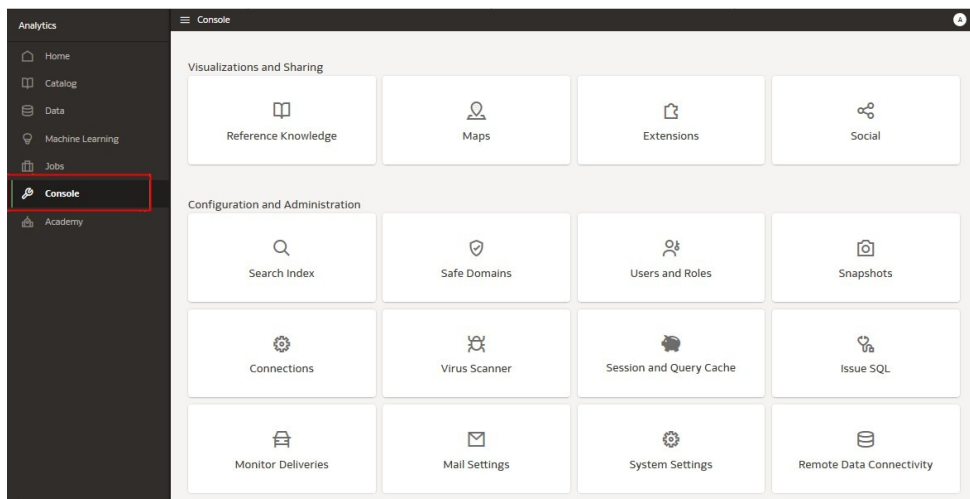 Analytics
Console
A
Home
Catalog
Data
Machine Learning
Jobs
Console
Academy
Visualizations and Sharing
Reference Knowledge
Maps
Extensions
Social
Configuration and Administration
Search Index
Safe Domains
Users and Roles
Snapshots
Connections
Virus Scanner
Session and Query Cache
Issue SQL
Monitor Deliveries
Mail Settings
System Settings
Remote Data Connectivity